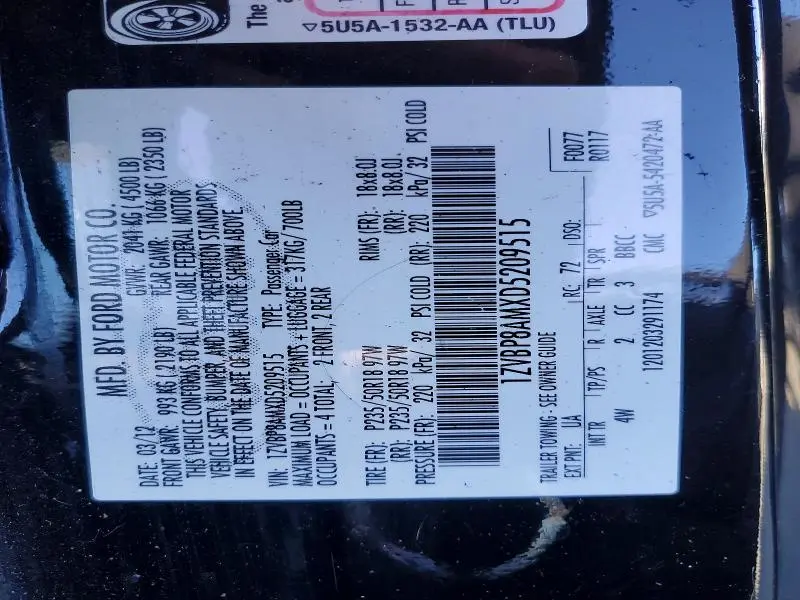 The
▽5U5A-1532-AA (TLU)
MFD. BY FORD MOTOR CO.
DATE: 03/12 GVWR: 2041 KG ( 4500 LB)
FRONT GAWR: 993 KG ( 2190 LB) REAR GAWR: 1066 KG ( 2350 LB)
THIS VEHICLE CONFORMS TO ALL APPLICABLE FEDERAL MOTOR
VEHICLE SAFETY, BUMPER, AND THEFT PREVENTION STANDARDS
IN EFFECT ON THE DATE OF MANUFACTURE SHOWN ABOVE.
VIN: 1ZVBP8AMXD5209515 TYPE: Passenger Car
MAXIMUM LOAD = OCCUPANTS + LUGGAGE = 317KG/ 700LB
OCCUPANTS = 4 TOTAL, 2 FRONT, 2 REAR
TIRE (FR): P235/50R18 97W RIMS (FR): 18x8.0J
(RR): P235/50R18 97W (RR): 18x8.0J
PRESSURE (FR): 220 kPa/ 32 PSI COLD (RR): 220 kPa/ 32 PSI COLD
1ZVBP8AMXD5209515
TRAILER TOWING - SEE OWNER GUIDE
F0077
R0117
EXT PNT: UA RC: 72 DSO:
INT TR TP/PS R AXLE TR SPR
4W 2 CC 3 BBCC
1201203291174 CMC ▽5U5A-5420472-AA